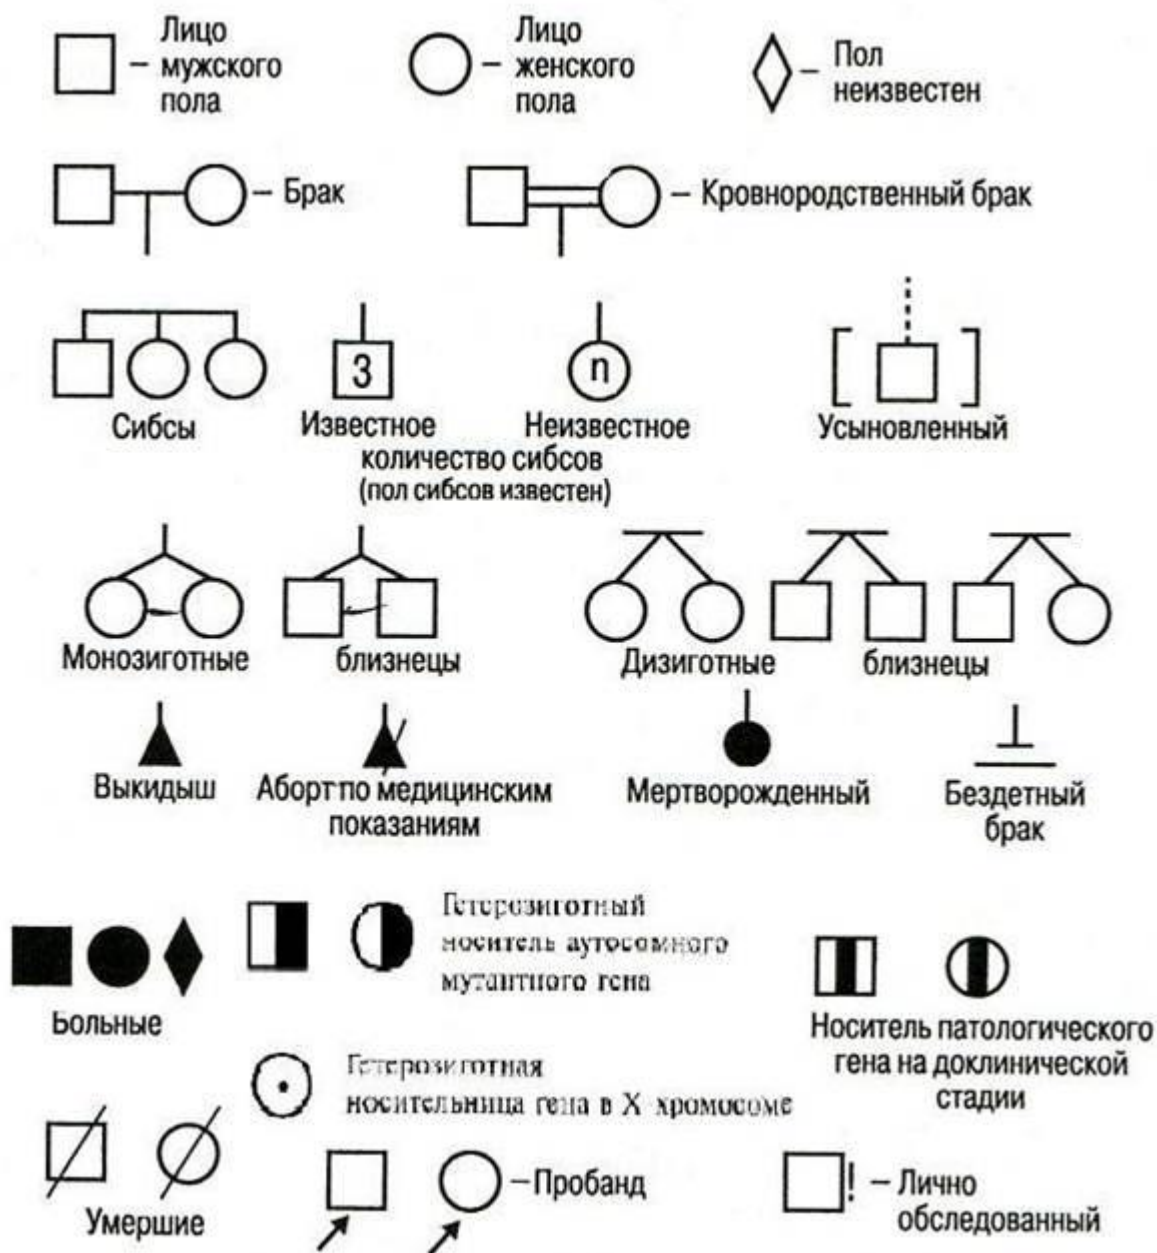 Лицо
мужского
пола
Лицо
женского
пола
Пол
неизвестен
Брак
Кровнородственный брак
3
n
Сибсы
Известное
Неизвестное
количество сибсов
(пол сибсов известен)
Усыновленный
Монозиготные
близнецы
Дизиготные
близнецы
Выкидыш
Аборт по медицинским
показаниям
Мертворожденный
Бездетный
брак
Гетерозиготный
носитель аутосомного
мутантного гена
Больные
Носитель патологического
гена на доклинической
стадии
Гетерозиготная
носительница гена в Х хромосоме
Умершие
Пробанд
! – Лично
обследованный